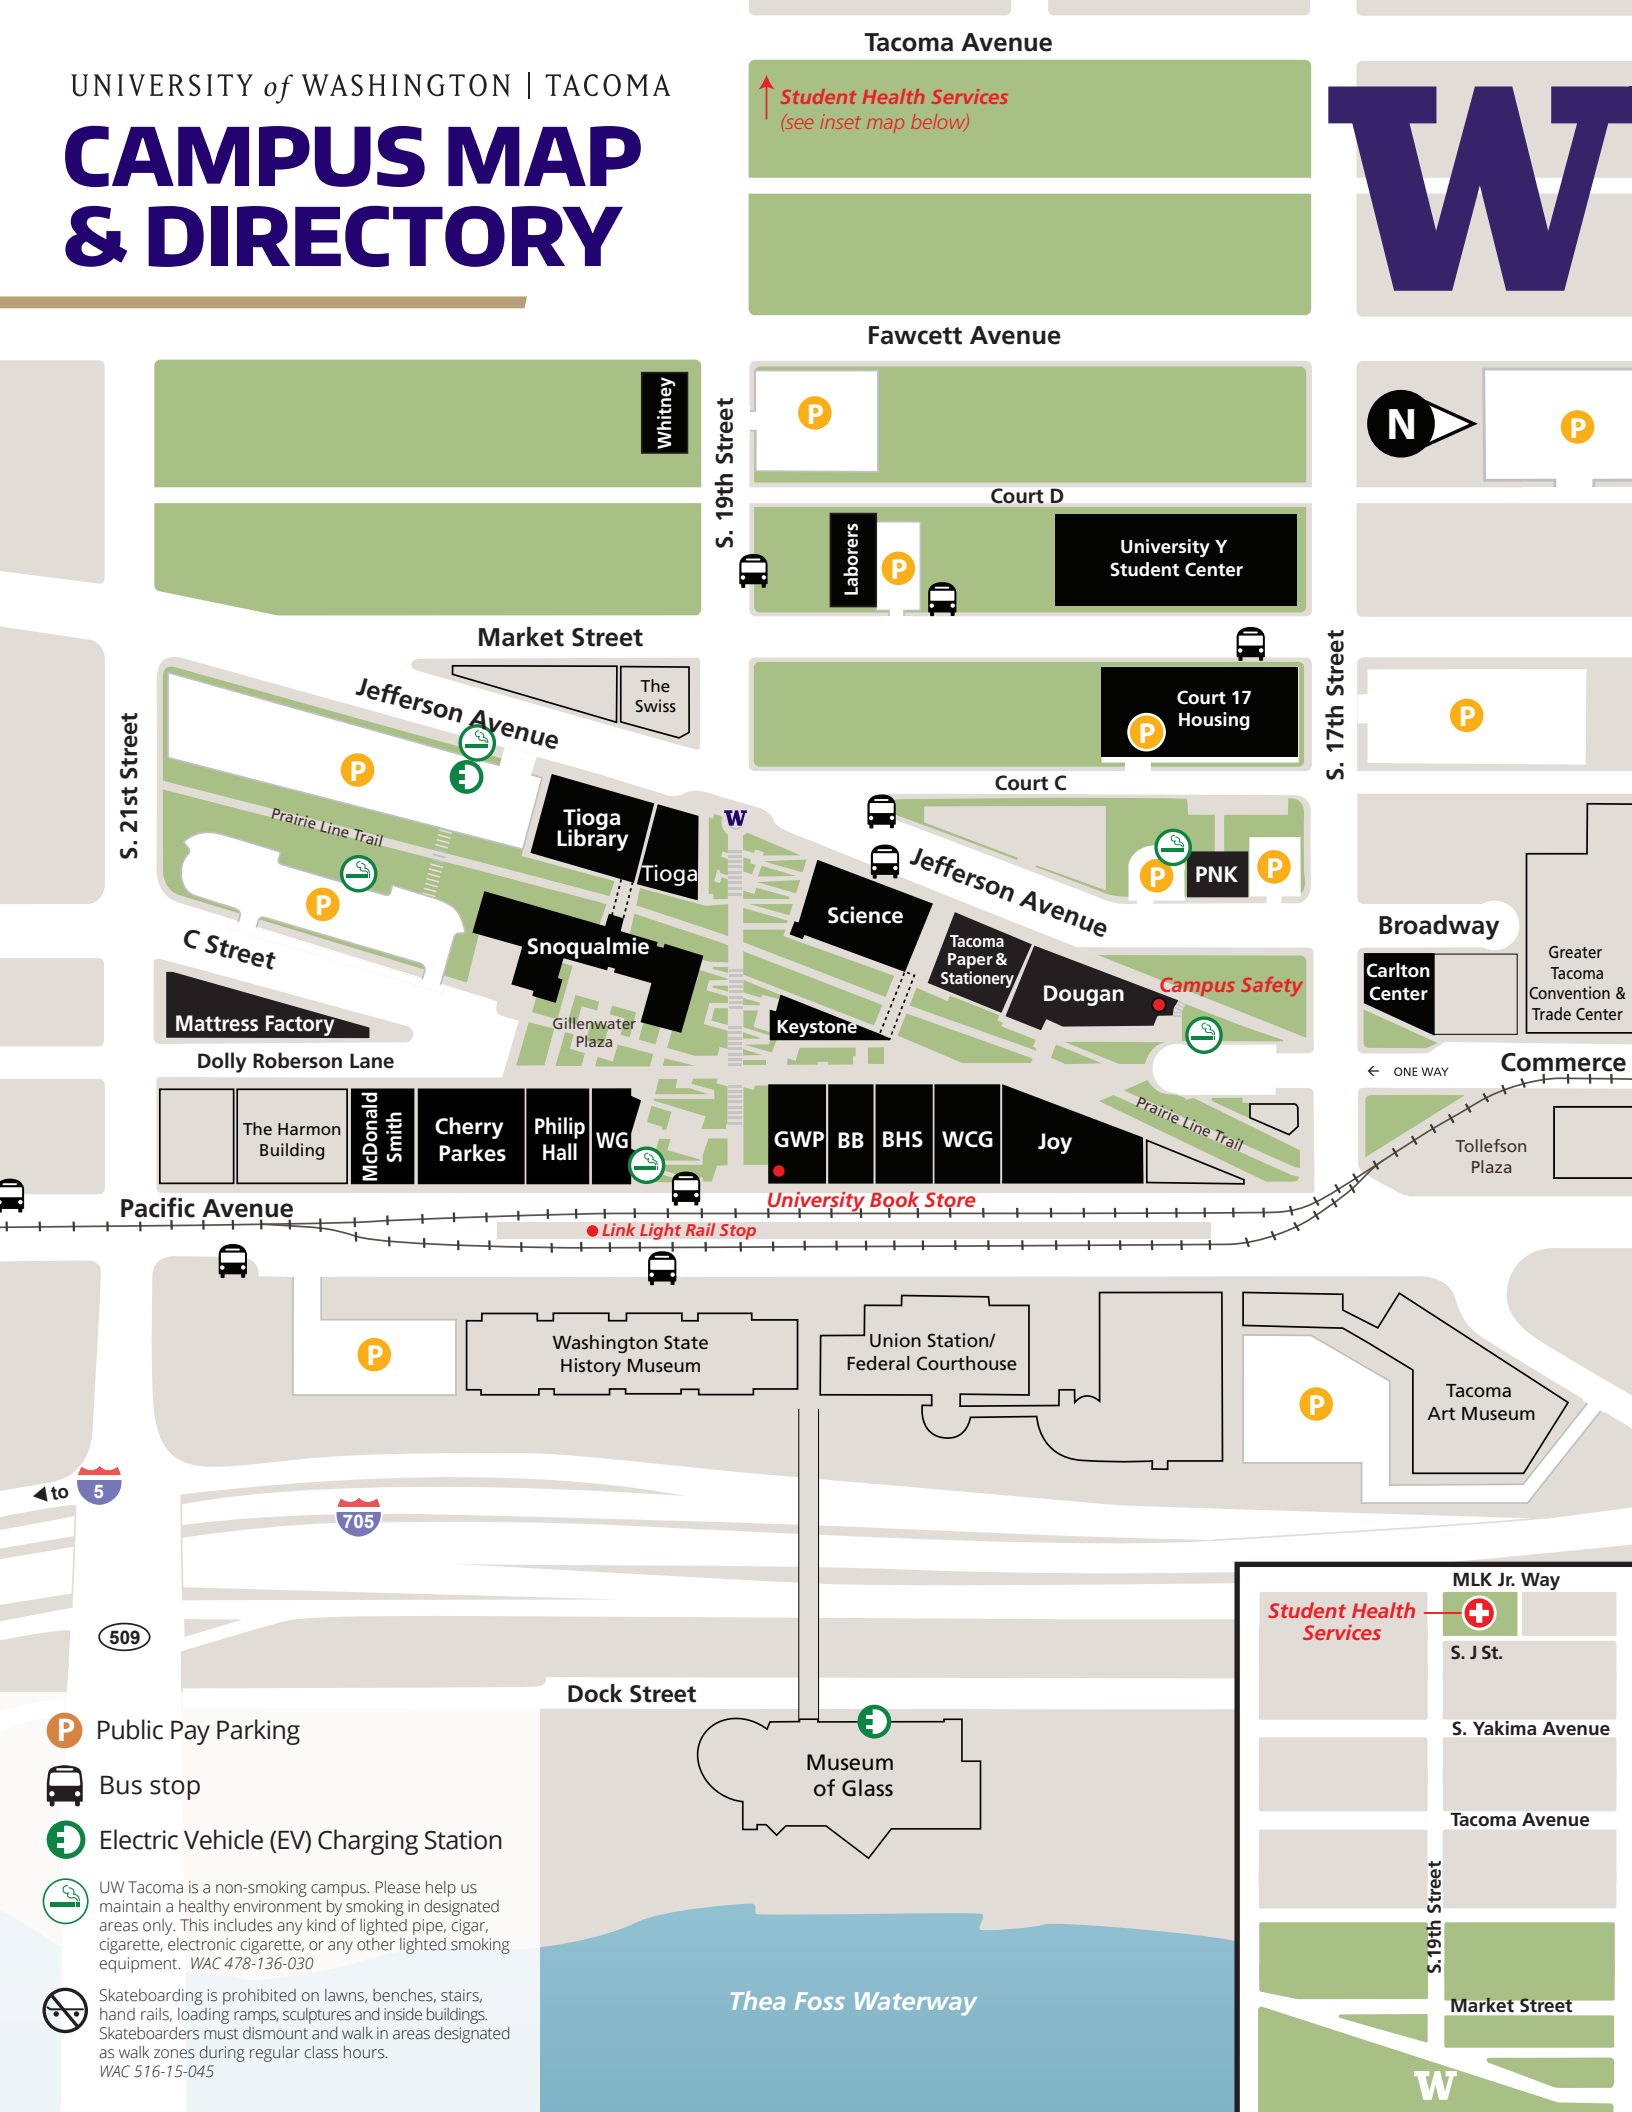 UNIVERSITY of WASHINGTON | TACOMA
CAMPUS MAP
& DIRECTORY
Tacoma Avenue
Student Health Services
(see inset map below)
W
Fawcett Avenue
Whitney
S. 19th Street
P
N
P
Court D
Laborers
P
University Y
Student Center
Market Street
The
Swiss
Jefferson Avenue
S. 21st Street
P
Court 17
Housing
P
S. 17th Street
P
Court C
Prairie Line Trail
Tioga
Library
Tioga
W
Jefferson Avenue
P
PNK
P
P
C Street
Snoqualmie
Science
Tacoma
Paper &
Stationery
Dougan
Campus Safety
Broadway
Carlton
Center
Greater
Tacoma
Convention &
Trade Center
Mattress Factory
Gillenwater
Plaza
Keystone
Dolly Roberson Lane
← ONE WAY
Commerce
The Harmon
Building
McDonald
Smith
Cherry
Parkes
Philip
Hall
WG
GWP
BB
BHS
WCG
Joy
Prairie Line Trail
Tollefson
Plaza
Pacific Avenue
University Book Store
Link Light Rail Stop
P
Washington State
History Museum
Union Station/
Federal Courthouse
P
Tacoma
Art Museum
to
5
705
509
MLK Jr. Way
Student Health
Services
S. J St.
S. Yakima Avenue
Tacoma Avenue
S.19th Street
Market Street
W
Dock Street
Museum
of Glass
Thea Foss Waterway
P Public Pay Parking
Bus stop
Electric Vehicle (EV) Charging Station
UW Tacoma is a non-smoking campus. Please help us
maintain a healthy environment by smoking in designated
areas only. This includes any kind of lighted pipe, cigar,
cigarette, electronic cigarette, or any other lighted smoking
equipment. WAC 478-136-030
Skateboarding is prohibited on lawns, benches, stairs,
hand rails, loading ramps, sculptures and inside buildings.
Skateboarders must dismount and walk in areas designated
as walk zones during regular class hours.
WAC 516-15-045